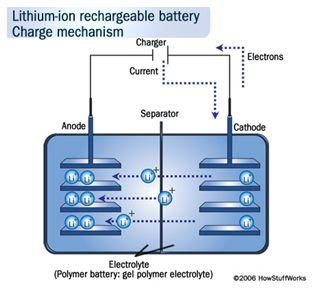 Lithium-ion rechargeable battery
Charge mechanism
Charger
Electrons
Current
Separator
Anode
Cathode
Li
Li
Li
+
Li
Li
Li
Li
+
Li
Li
Li
Li
+
Li
Electrolyte
(Polymer battery: gel polymer electrolyte)
©2006 HowStuffWorks